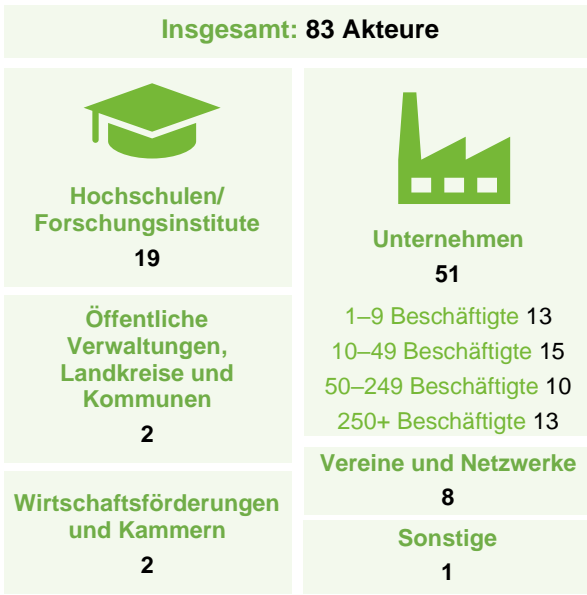 Insgesamt: 83 Akteure
Hochschulen/
Forschungsinstitute
19
Öffentliche
Verwaltungen,
Landkreise und
Kommunen
2
Wirtschaftsförderungen
und Kammern
2
Unternehmen
51
1–9 Beschäftigte 13
10–49 Beschäftigte 15
50–249 Beschäftigte 10
250+ Beschäftigte 13
Vereine und Netzwerke
8
Sonstige
1